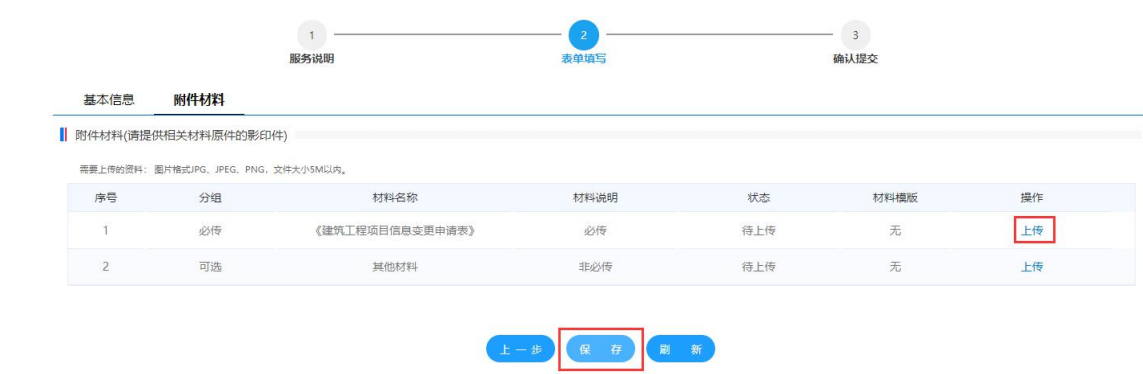 1 2 3
服务说明 表单填写 确认提交
基本信息 附件材料
附件材料(请提供相关材料原件的影印件)
需要上传的资料： 图片格式JPG、JPEG、PNG，文件大小5M以内。
序号 分组 材料名称 材料说明 状态 材料模版 操作
1 必传 《建筑工程项目信息变更申请表》 必传 待上传 无 上传
2 可选 其他材料 非必传 待上传 无 上传
上一步 保 存 刷 新